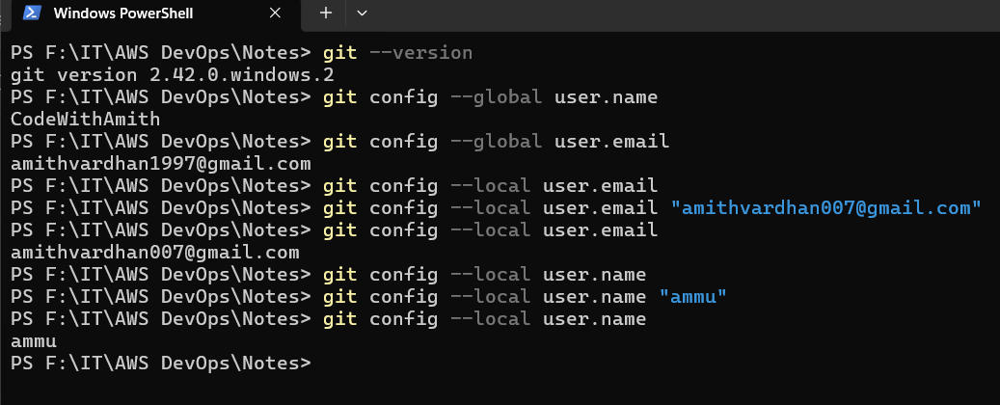 Windows PowerShell
PS F:\IT\AWS DevOps\Notes> git --version
git version 2.42.0.windows.2
PS F:\IT\AWS DevOps\Notes> git config --global user.name
CodeWithAmith
PS F:\IT\AWS DevOps\Notes> git config --global user.email
amithvardhan1997@gmail.com
PS F:\IT\AWS DevOps\Notes> git config --local user.email
PS F:\IT\AWS DevOps\Notes> git config --local user.email "amithvardhan007@gmail.com"
PS F:\IT\AWS DevOps\Notes> git config --local user.email
amithvardhan007@gmail.com
PS F:\IT\AWS DevOps\Notes> git config --local user.name
PS F:\IT\AWS DevOps\Notes> git config --local user.name "ammu"
PS F:\IT\AWS DevOps\Notes> git config --local user.name
ammu
PS F:\IT\AWS DevOps\Notes>